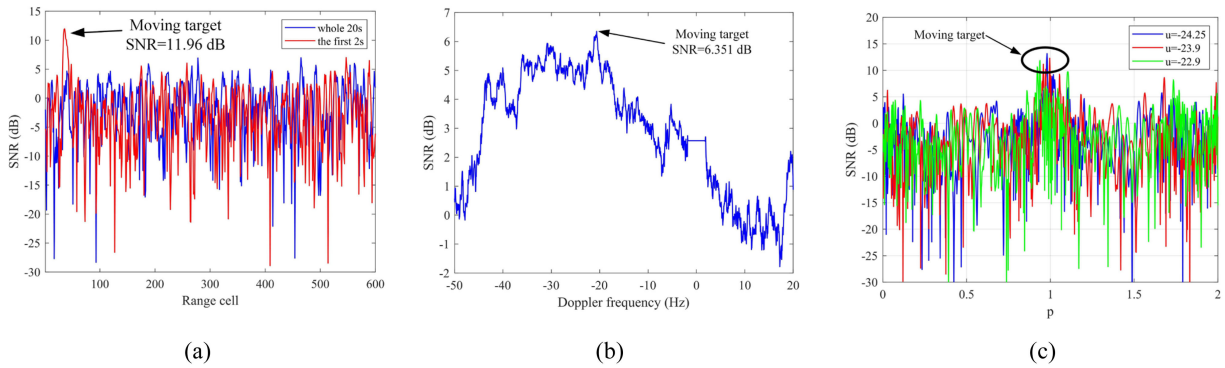 20
15
10
5
0
-5
-10
-15
-20
-25
-30
SNR (dB)
Moving target
SNR=11.96 dB
whole 20s
the first 2s
100
200
300
400
500
600
Range cell
(a)
7
6
5
4
3
2
1
0
-1
-2
SNR (dB)
Moving target
SNR=6.351 dB
-50
-40
-30
-20
-10
0
10
20
Doppler frequency (Hz)
(b)
20
15
10
5
0
-5
-10
-15
-20
-25
-30
SNR (dB)
Moving target
u=-24.25
u=-23.9
u=-22.9
0
0.5
1
1.5
2
p
(c)